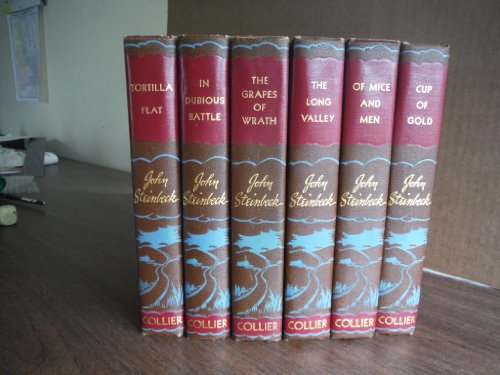 TORTILLA
FLAT
John
Steinbeck
COLLIER
IN
DUBIOUS
BATTLE
John
Steinbeck
COLLIER
THE
GRAPES
OF
WRATH
John
Steinbeck
COLLIER
THE
LONG
VALLEY
John
Steinbeck
COLLIER
OF MICE
AND
MEN
John
Steinbeck
COLLIER
CUP
OF
GOLD
John
Steinbeck
COLLIER